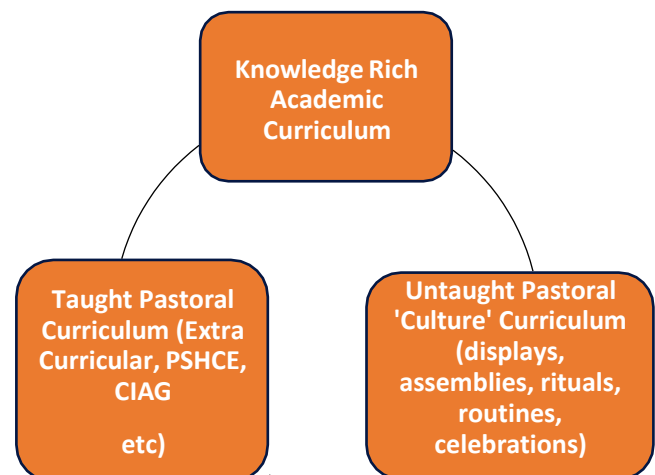 Knowledge Rich
Academic
Curriculum
Taught Pastoral
Curriculum (Extra
Curricular, PSHCE,
CIAG
etc)
Untaught Pastoral
'Culture' Curriculum
(displays,
assemblies, rituals,
routines,
celebrations)